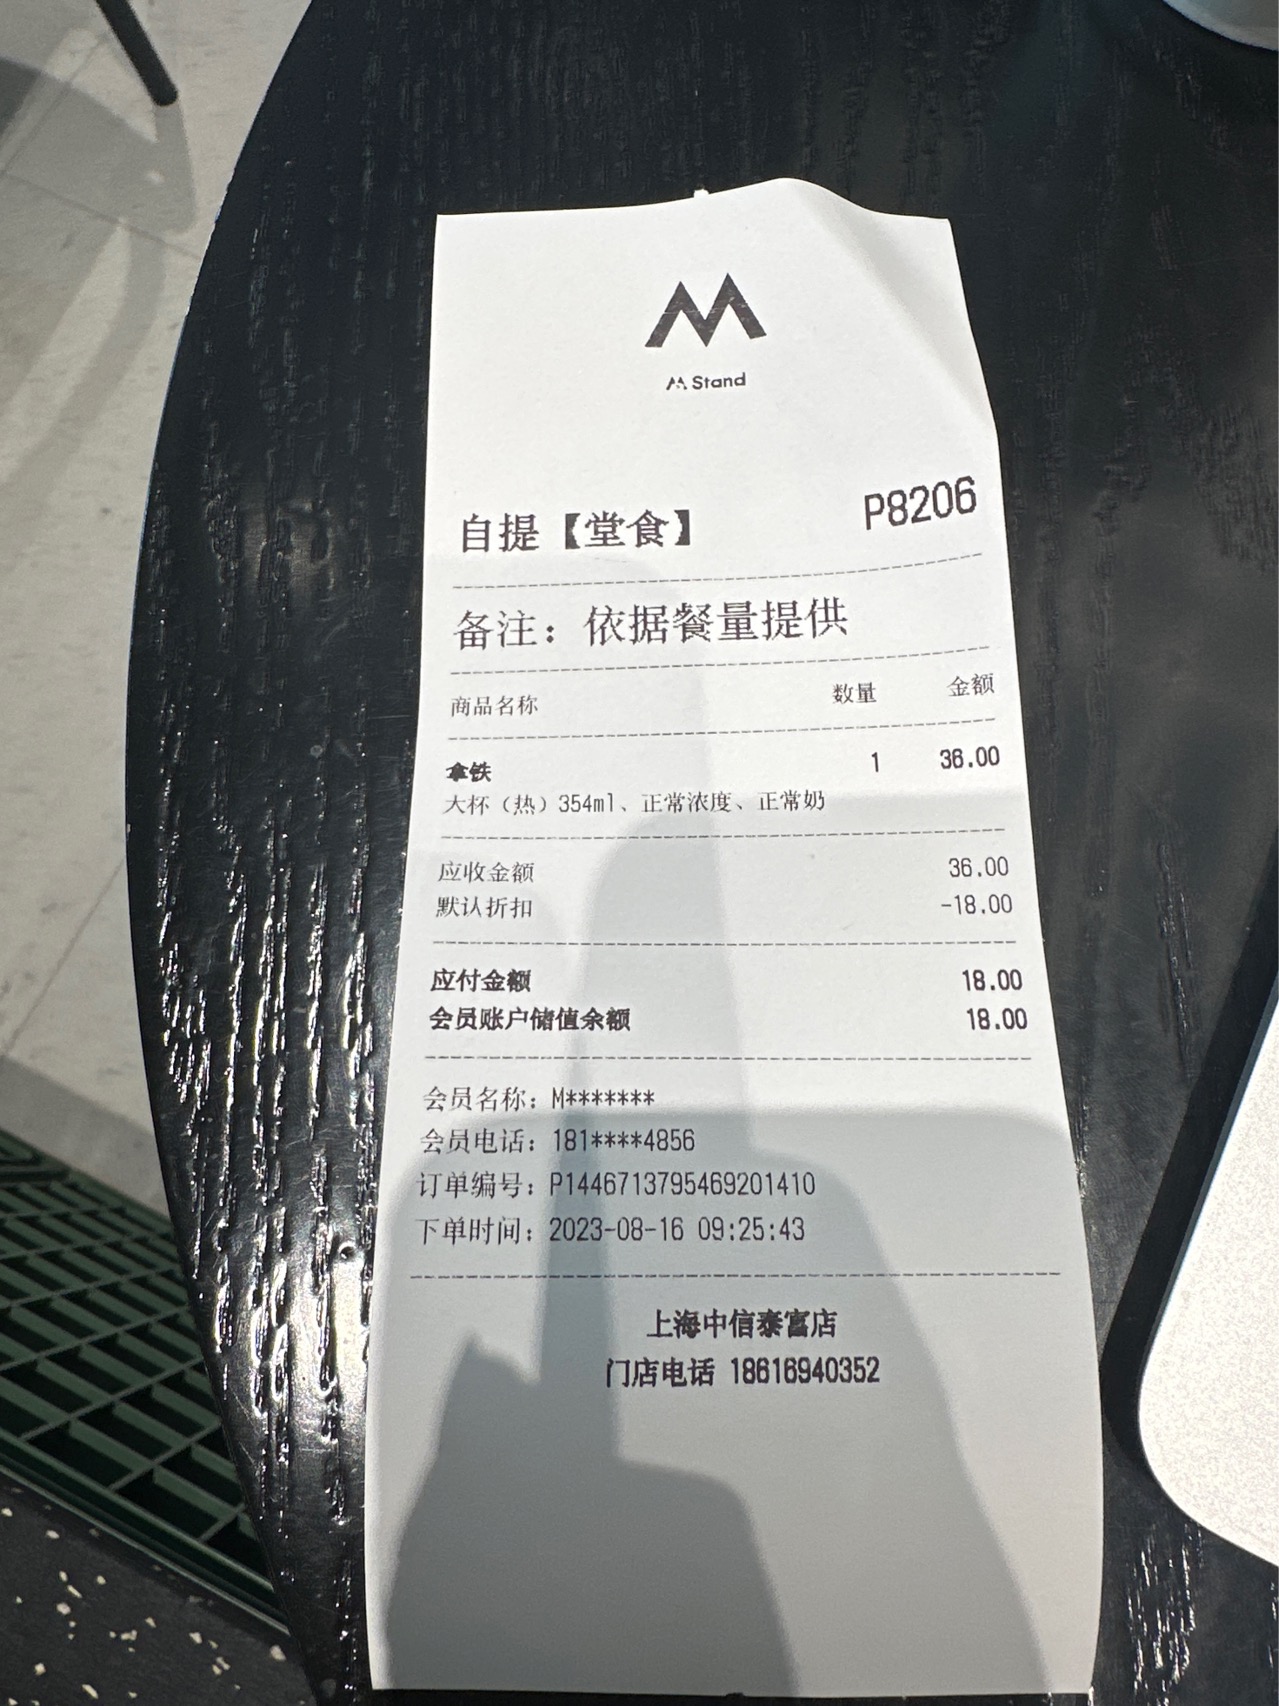 M Stand
自提【堂食】 P8206
备注：依据餐量提供
商品名称 数量 金额
拿铁 1 36.00
大杯（热）354ml、正常浓度、正常奶
应收金额 36.00
默认折扣 -18.00
应付金额 18.00
会员账户储值余额 18.00
会员名称：M*******
会员电话：181****4856
订单编号：P1446713795469201410
下单时间：2023-08-16 09:25:43
上海中信泰富店
门店电话 18616940352